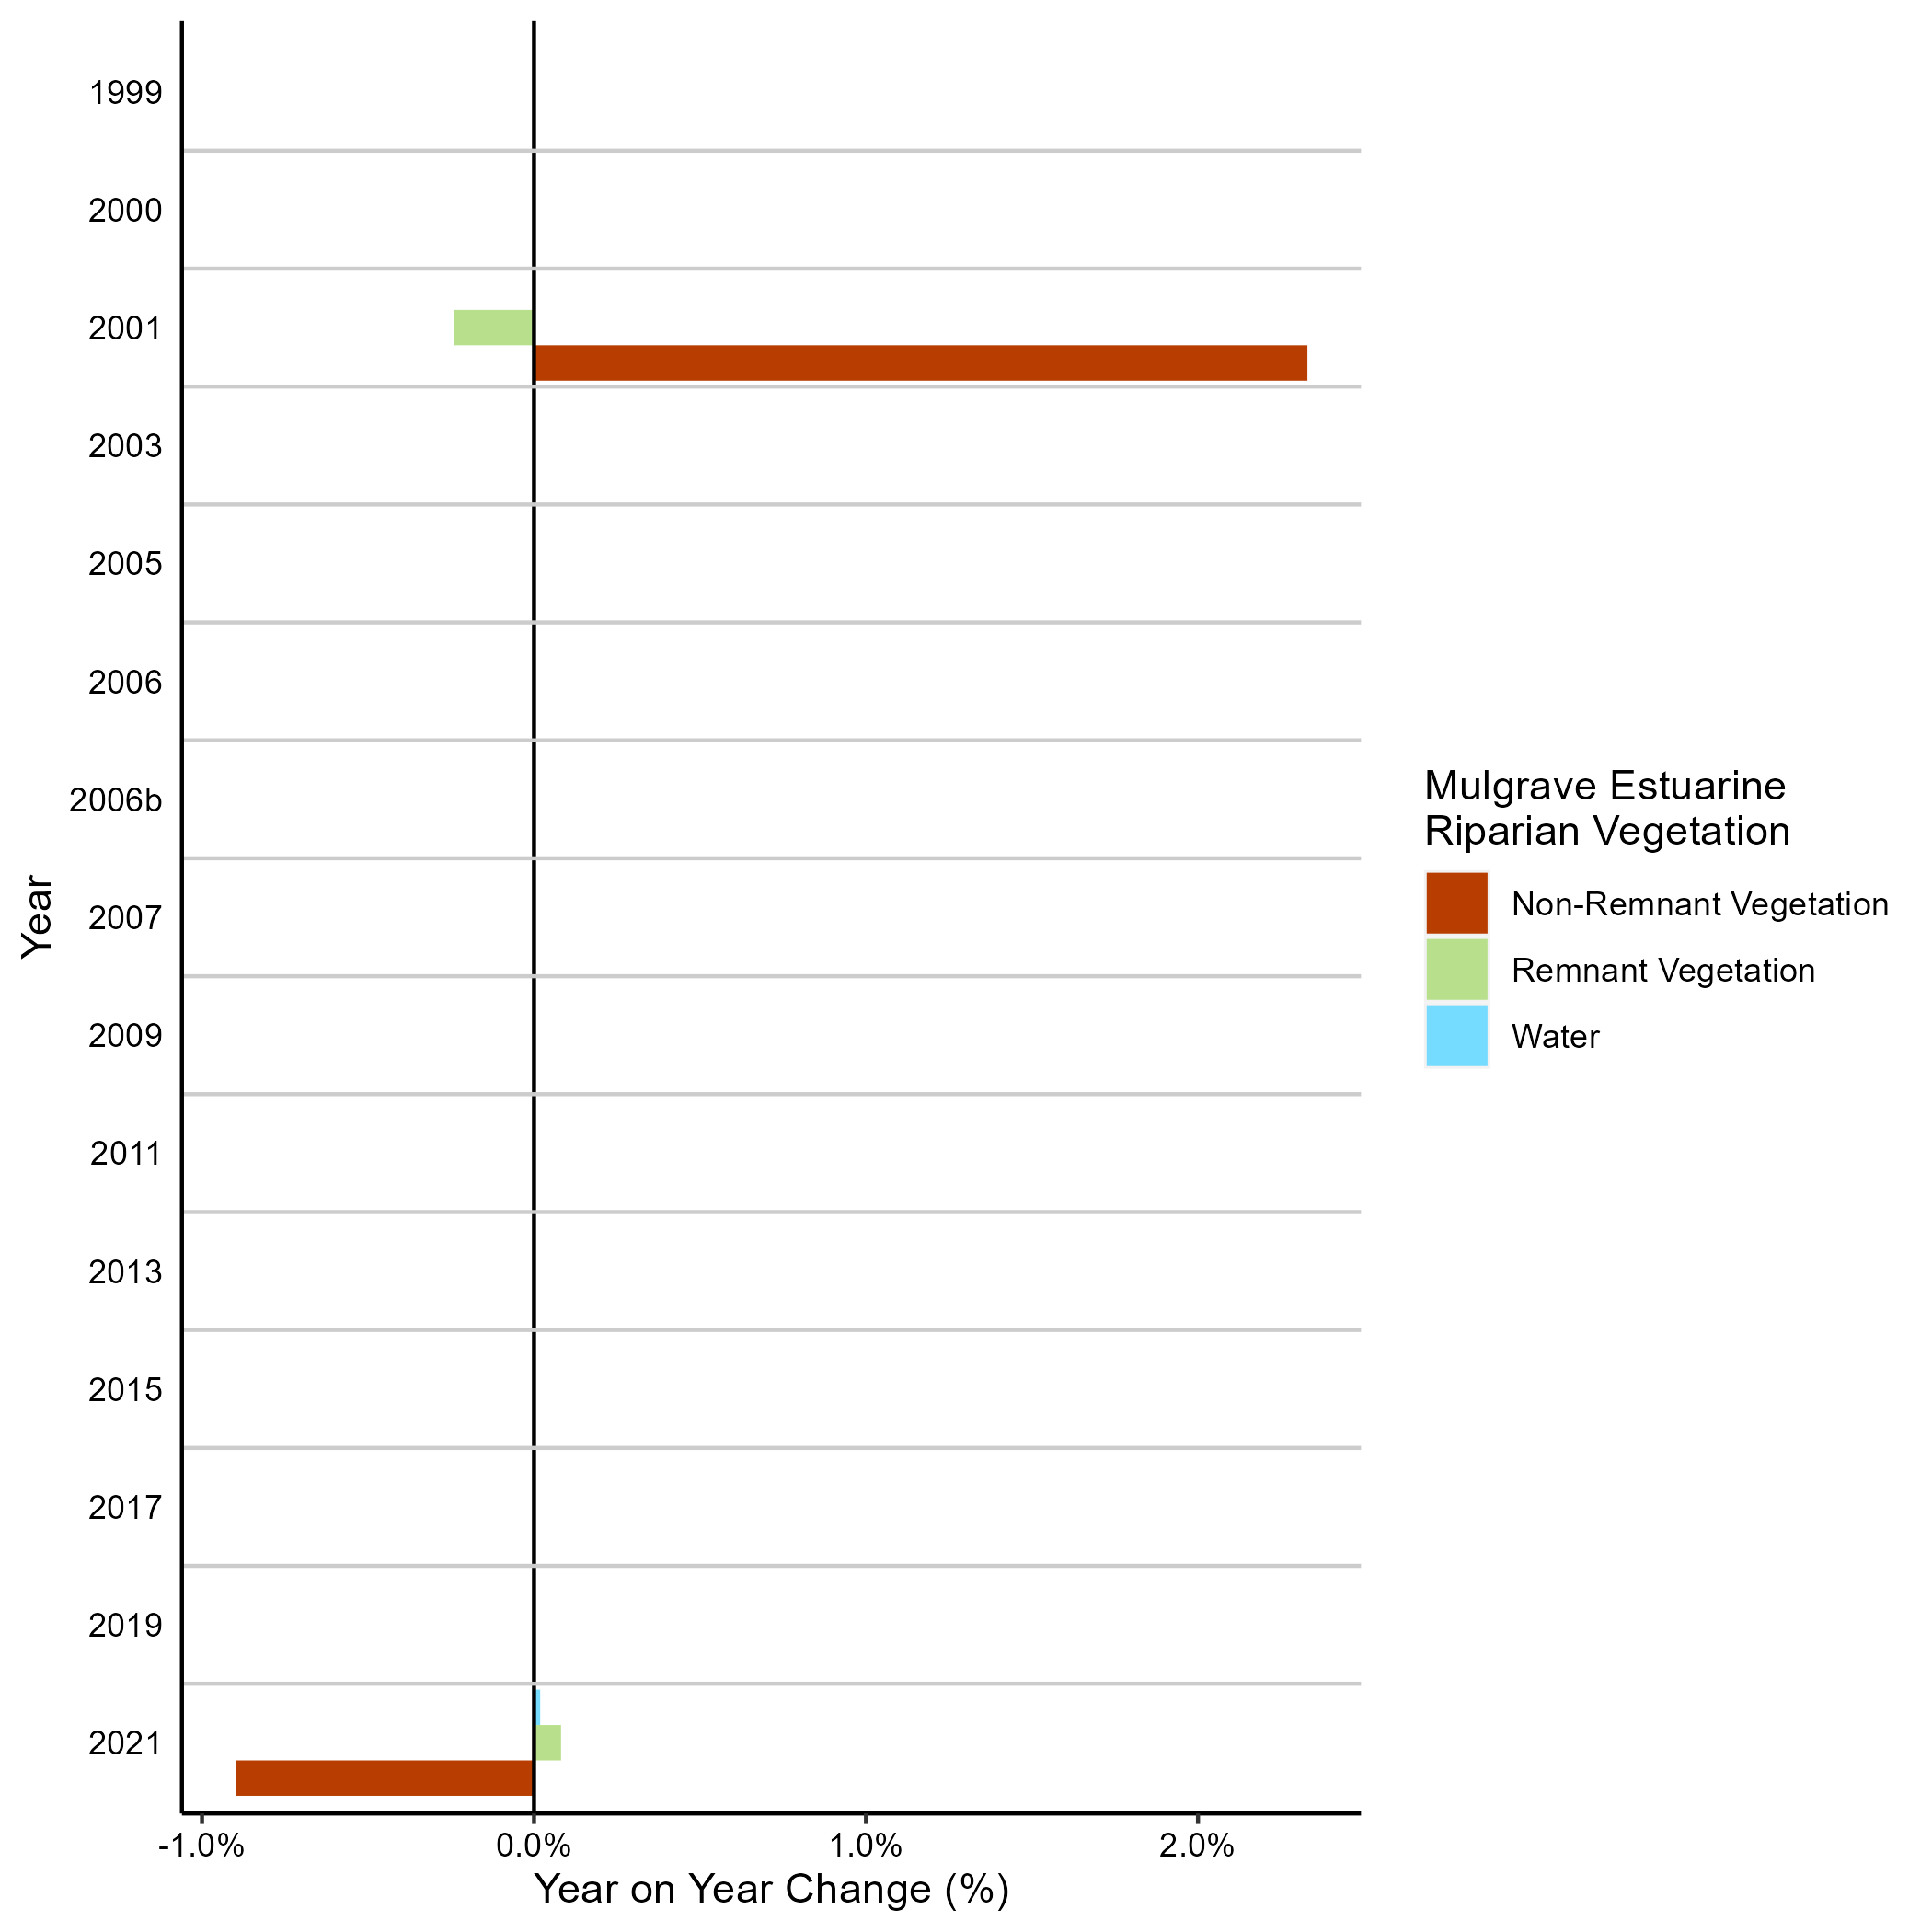 1999
2000
2001
2003
2005
2006
2006b
2007
2009
2011
2013
2015
2017
2019
2021
Year
-1.0%
0.0%
1.0%
2.0%
Year on Year Change (%)
Mulgrave Estuarine
Riparian Vegetation
Non-Remnant Vegetation
Remnant Vegetation
Water